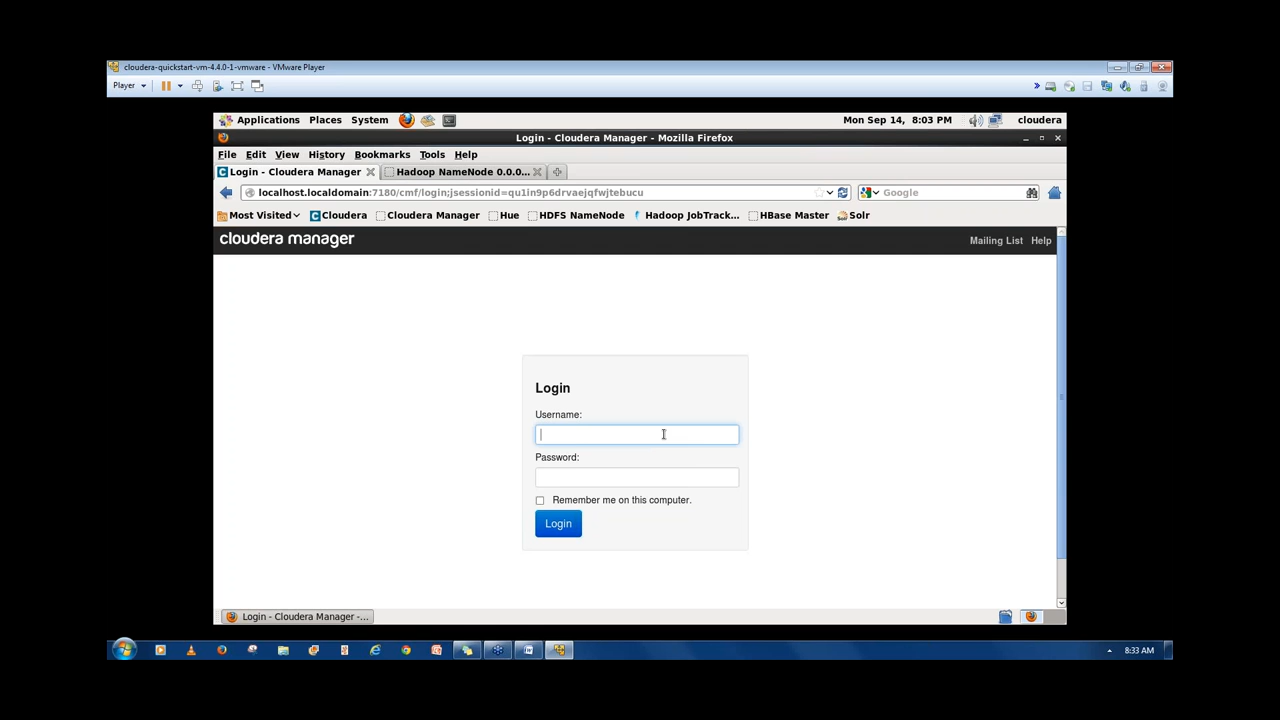 cloudera-quickstart-vm-4.4.0-1-vmware - VMware Player
Player
Applications Places System Mon Sep 14, 8:03 PM cloudera
Login - Cloudera Manager - Mozilla Firefox
File Edit View History Bookmarks Tools Help
Login - Cloudera Manager Hadoop NameNode 0.0.0...
localhost.localdomain:7180/cmf/login;jsessionid=qu1in9p6drvaejqfwjtebucu Google
Most Visited Cloudera Cloudera Manager Hue HDFS NameNode Hadoop JobTrack... HBase Master Solr
cloudera manager Mailing List Help
Login
Username:
Password:
Remember me on this computer.
Login
Login - Cloudera Manager -...
8:33 AM